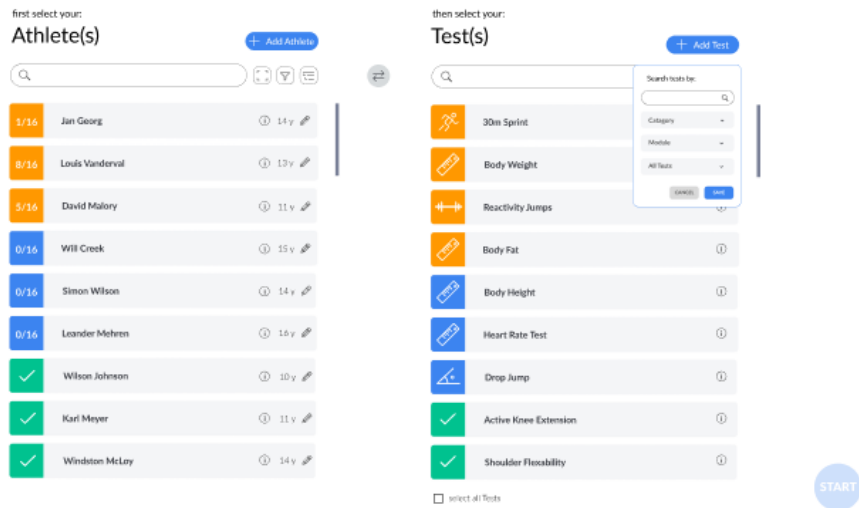 first select your:
Athlete(s)
+ Add Athlete
1/16 Jan Georg 14 y
8/16 Louis Vanderval 13 y
5/16 David Malory 11 y
0/16 Will Creek 15 y
0/16 Simon Wilson 14 y
0/16 Leander Mehren 16 y
Wilson Johnson 10 y
Karl Meyer 11 y
Windston McLoy 14 y
then select your:
Test(s)
+ Add Test
Search tests by:
Catagary
Module
All Tests
CANCEL SAVE
30m Sprint
Body Weight
Reactivity Jumps
Body Fat
Body Height
Heart Rate Test
Drop Jump
Active Knee Extension
Shoulder Flexability
select all Tests
START